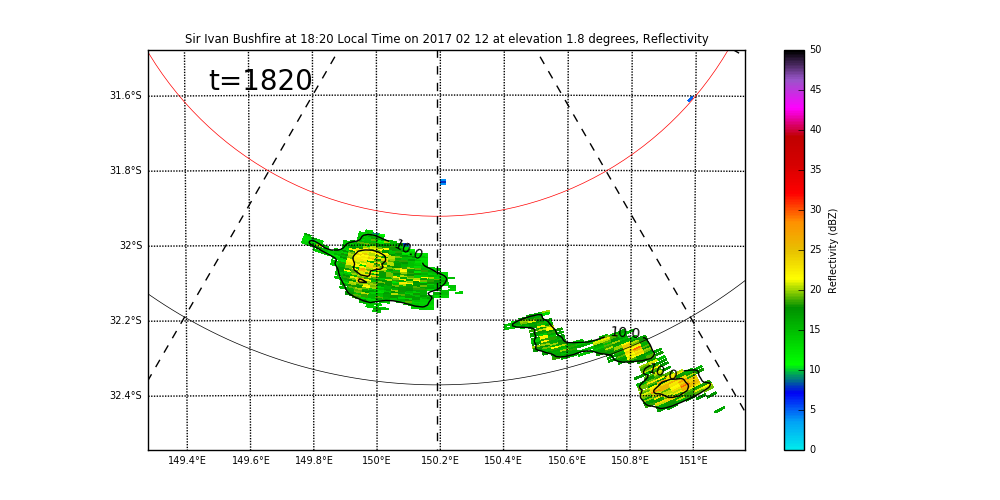 Sir Ivan Bushfire at 18:20 Local Time on 2017 02 12 at elevation 1.8 degrees, Reflectivity
t=1820
31.6°S
31.8°S
32°S
32.2°S
32.4°S
10.0
10.0
10.0
149.4°E 149.6°E 149.8°E 150°E 150.2°E 150.4°E 150.6°E 150.8°E 151°E
50
45
40
35
30
25
20
15
10
5
0
Reflectivity (dBZ)